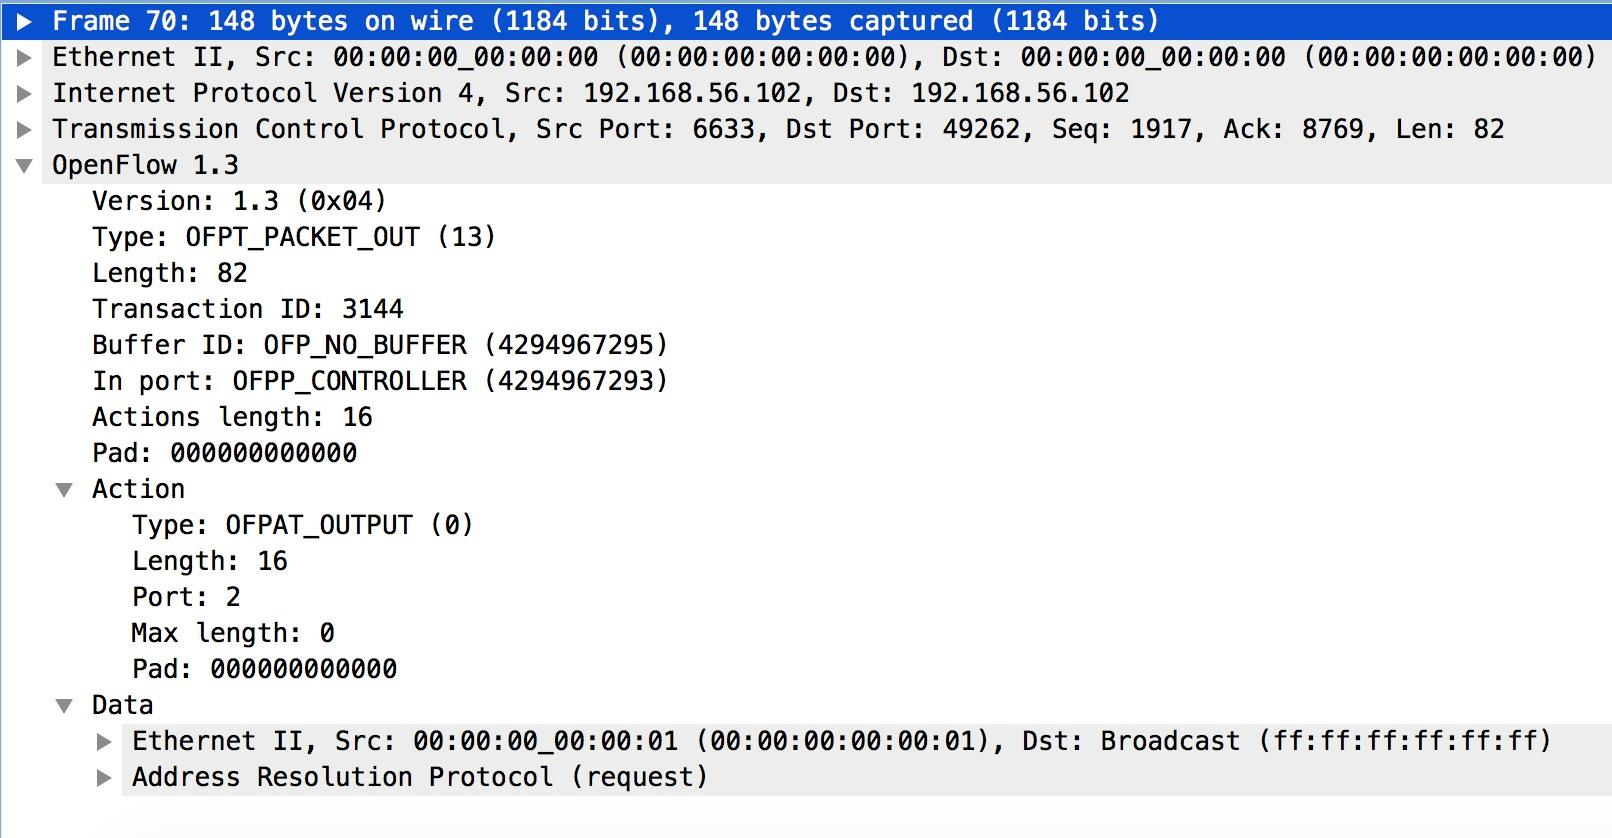 Frame 70: 148 bytes on wire (1184 bits), 148 bytes captured (1184 bits)
Ethernet II, Src: 00:00:00_00:00:00 (00:00:00:00:00:00), Dst: 00:00:00_00:00:00 (00:00:00:00:00:00)
Internet Protocol Version 4, Src: 192.168.56.102, Dst: 192.168.56.102
Transmission Control Protocol, Src Port: 6633, Dst Port: 49262, Seq: 1917, Ack: 8769, Len: 82
OpenFlow 1.3
Version: 1.3 (0x04)
Type: OFPT_PACKET_OUT (13)
Length: 82
Transaction ID: 3144
Buffer ID: OFP_NO_BUFFER (4294967295)
In port: OFPP_CONTROLLER (4294967293)
Actions length: 16
Pad: 000000000000
Action
Type: OFPAT_OUTPUT (0)
Length: 16
Port: 2
Max length: 0
Pad: 000000000000
Data
Ethernet II, Src: 00:00:00_00:00:01 (00:00:00:00:00:01), Dst: Broadcast (ff:ff:ff:ff:ff:ff)
Address Resolution Protocol (request)